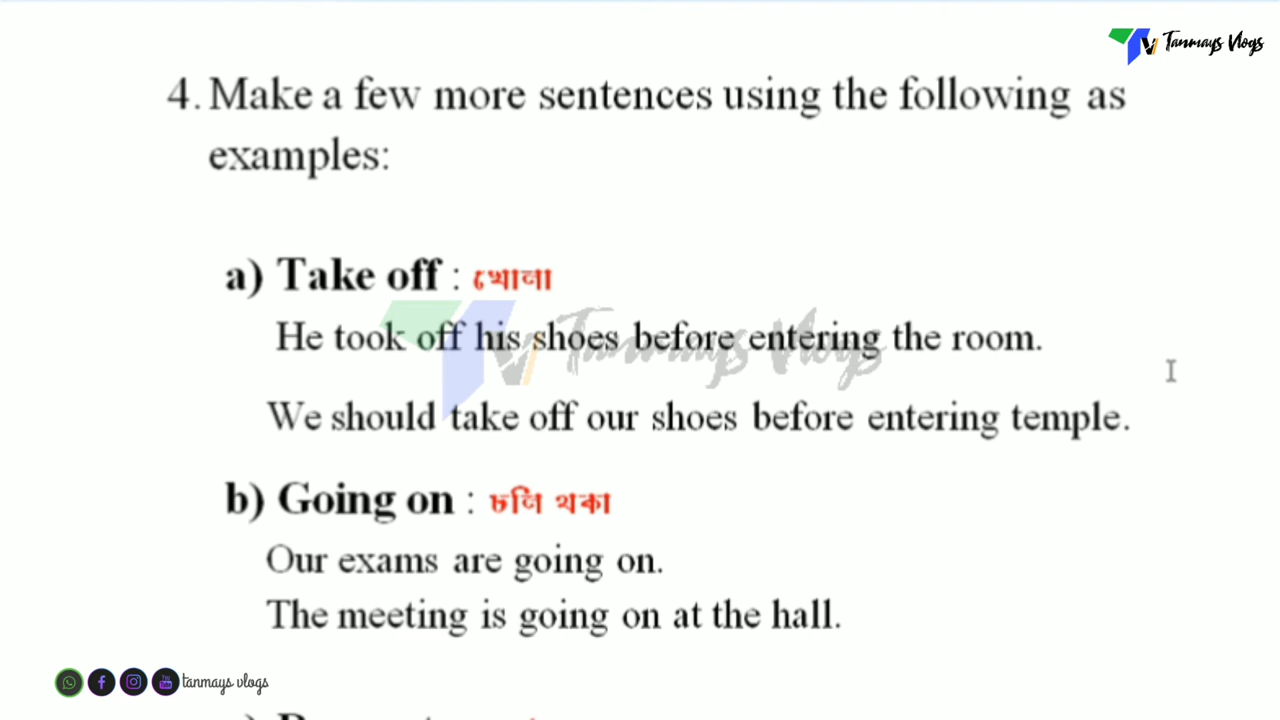 Tanmays Vlogs
4. Make a few more sentences using the following as
examples:
a) Take off : খোলা
He took off his shoes before entering the room.
Tanmays Vlogs
We should take off our shoes before entering temple.
b) Going on : চলি থকা
Our exams are going on.
The meeting is going on at the hall.
tanmays vlogs